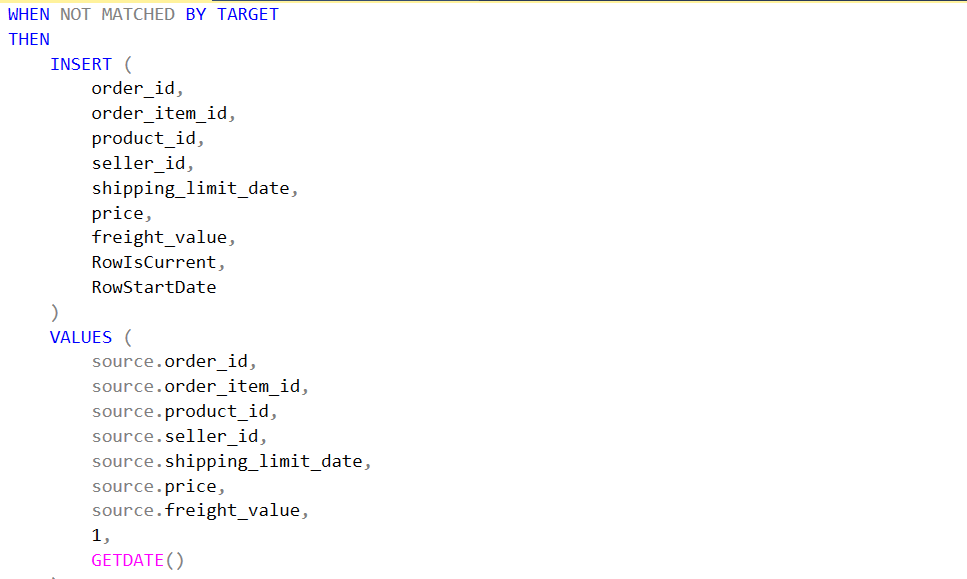 WHEN NOT MATCHED BY TARGET
THEN
    INSERT (
        order_id,
        order_item_id,
        product_id,
        seller_id,
        shipping_limit_date,
        price,
        freight_value,
        RowIsCurrent,
        RowStartDate
    )
    VALUES (
        source.order_id,
        source.order_item_id,
        source.product_id,
        source.seller_id,
        source.shipping_limit_date,
        source.price,
        source.freight_value,
        1,
        GETDATE()